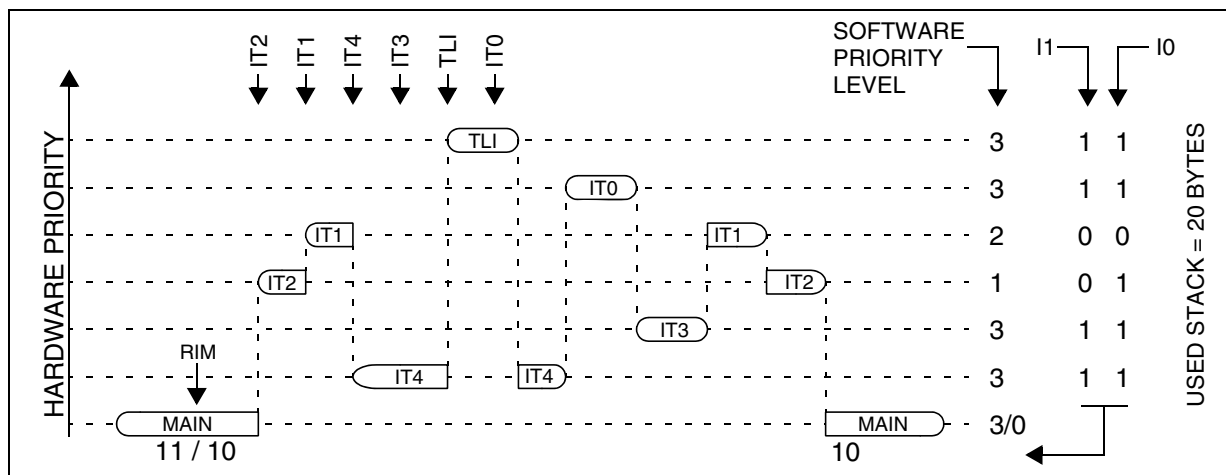 IT2
IT1
IT4
IT3
TLI
IT0
SOFTWARE
PRIORITY
LEVEL
I1
I0
HARDWARE PRIORITY
USED STACK = 20 BYTES
TLI
3
1 1
IT0
3
1 1
IT1
IT1
2
0 0
IT2
IT2
1
0 1
IT3
3
1 1
RIM
IT4
IT4
3
1 1
MAIN
MAIN
3/0
11 / 10
10